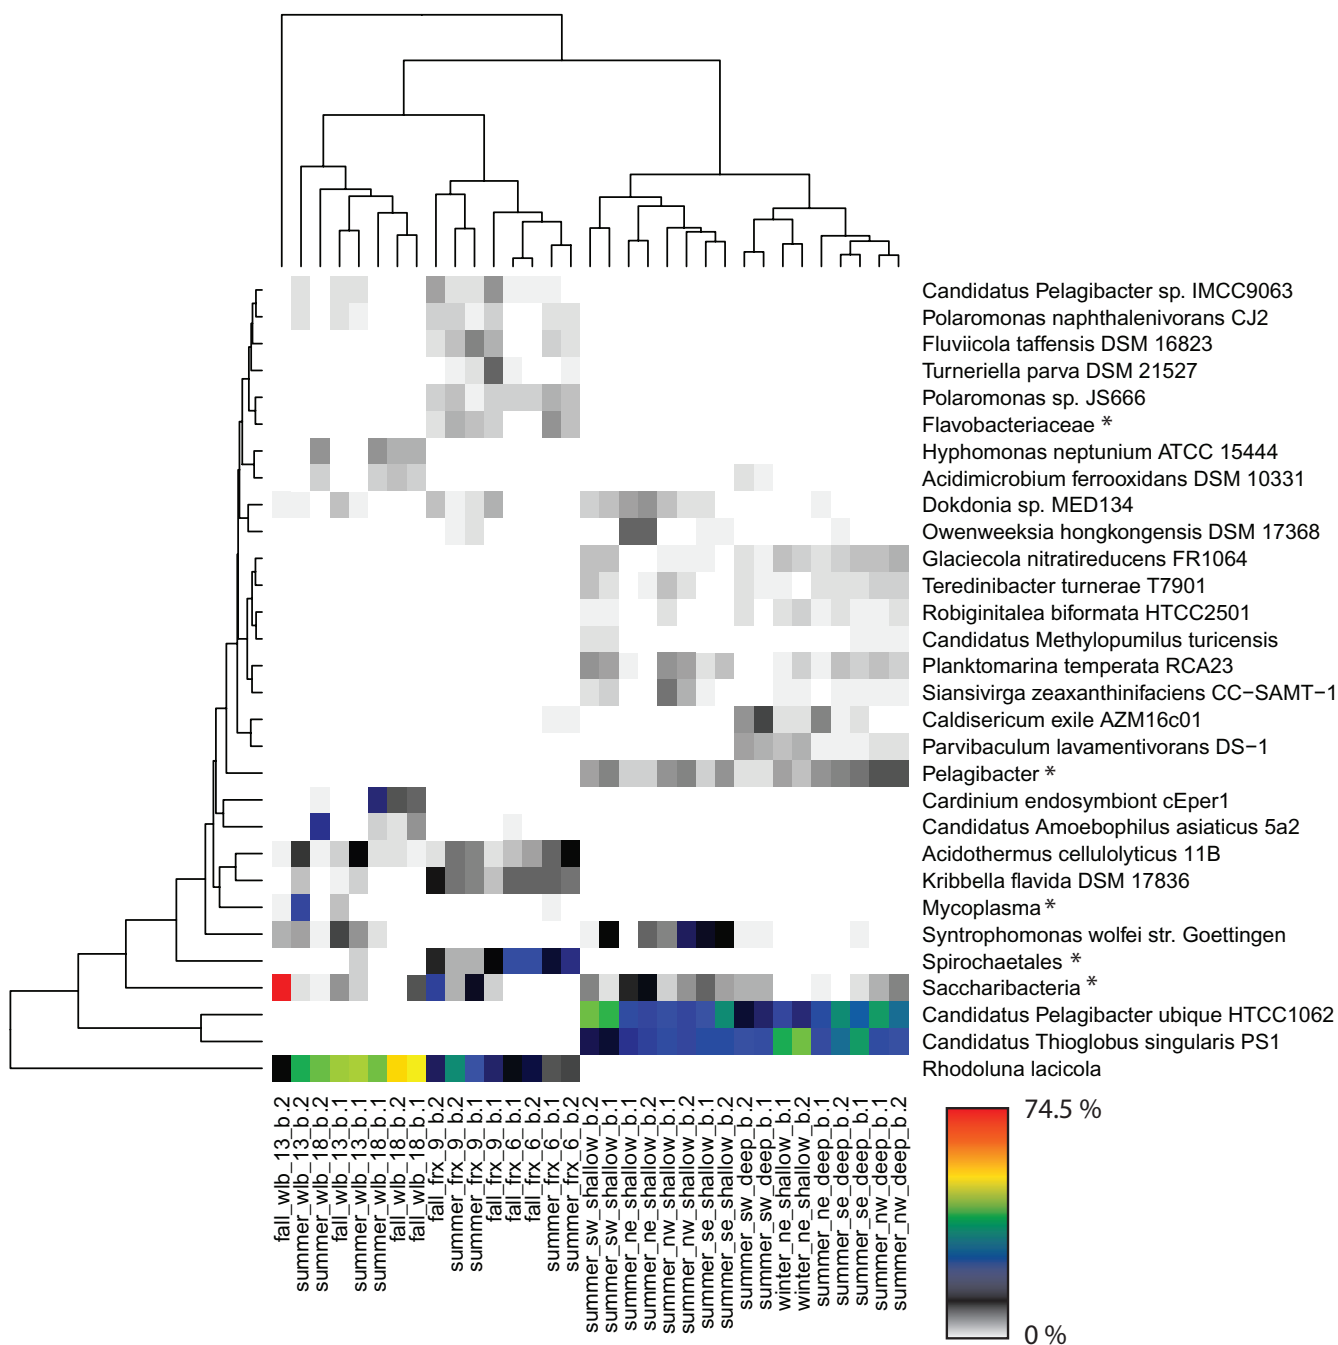 Candidatus Pelagibacter sp. IMCC9063
Polaromonas naphthalenivorans CJ2
Fluviicola taffensis DSM 16823
Turneriella parva DSM 21527
Polaromonas sp. JS666
Flavobacteriaceae *
Hyphomonas neptunium ATCC 15444
Acidimicrobium ferrooxidans DSM 10331
Dokdonia sp. MED134
Owenweeksia hongkongensis DSM 17368
Glaciecola nitratireducens FR1064
Teredinibacter turnerae T7901
Robiginitalea biformata HTCC2501
Candidatus Methylopumilus turicensis
Planktomarina temperata RCA23
Siansivirga zeaxanthinifaciens CC−SAMT−1
Caldisericum exile AZM16c01
Parvibaculum lavamentivorans DS−1
Pelagibacter *
Cardinium endosymbiont cEper1
Candidatus Amoebophilus asiaticus 5a2
Acidothermus cellulolyticus 11B
Kribbella flavida DSM 17836
Mycoplasma *
Syntrophomonas wolfei str. Goettingen
Spirochaetales *
Saccharibacteria *
Candidatus Pelagibacter ubique HTCC1062
Candidatus Thioglobus singularis PS1
Rhodoluna lacicola
fall_wlb_13_b.2
summer_wlb_13_b.2
summer_wlb_18_b.2
fall_wlb_13_b.1
summer_wlb_13_b.1
summer_wlb_18_b.1
fall_wlb_18_b.2
fall_wlb_18_b.1
fall_frx_9_b.2
summer_frx_9_b.2
summer_frx_9_b.1
fall_frx_9_b.1
fall_frx_6_b.1
fall_frx_6_b.2
summer_frx_6_b.1
summer_frx_6_b.2
summer_sw_shallow_b.2
summer_sw_shallow_b.1
summer_ne_shallow_b.1
summer_ne_shallow_b.2
summer_nw_shallow_b.1
summer_nw_shallow_b.2
summer_se_shallow_b.1
summer_se_shallow_b.2
summer_sw_deep_b.2
summer_sw_deep_b.1
winter_ne_shallow_b.1
winter_ne_shallow_b.2
summer_ne_deep_b.1
summer_se_deep_b.2
summer_se_deep_b.1
summer_nw_deep_b.1
summer_nw_deep_b.2
74.5 %
0 %